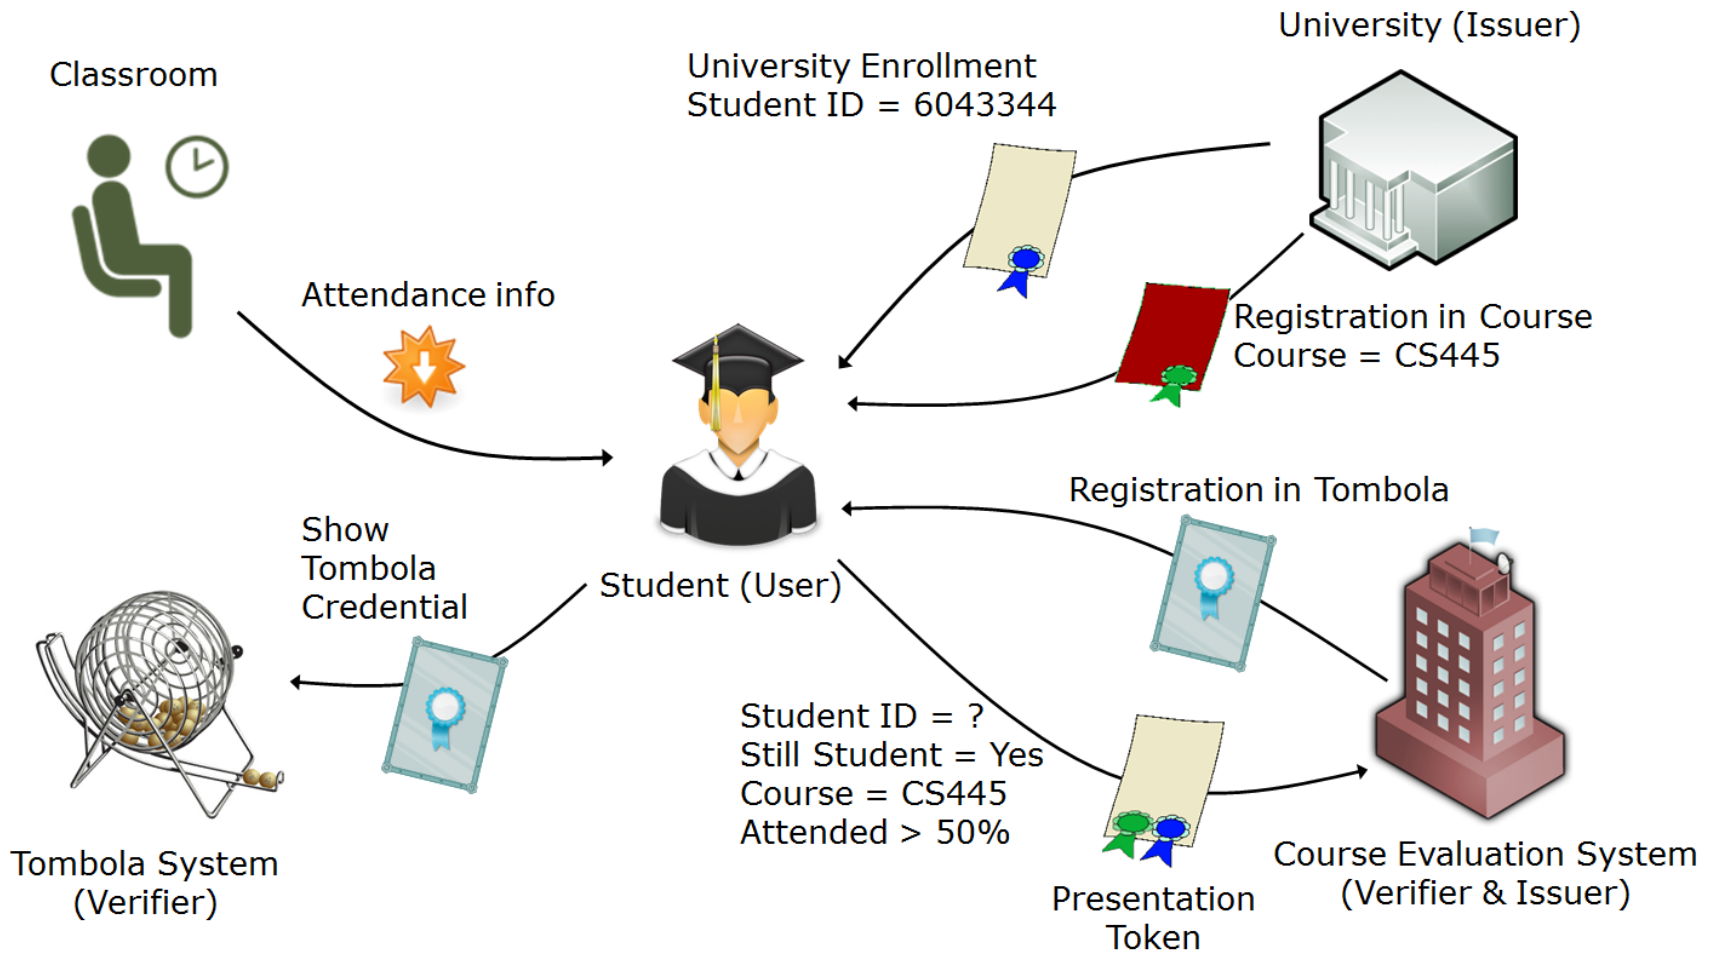 University (Issuer)
Classroom
University Enrollment
Student ID = 6043344
Attendance info
Registration in Course
Course = CS445
Registration in Tombola
Show
Tombola
Credential
Student (User)
Student ID = ?
Still Student = Yes
Course = CS445
Attended > 50%
Tombola System
(Verifier)
Course Evaluation System
(Verifier & Issuer)
Presentation
Token